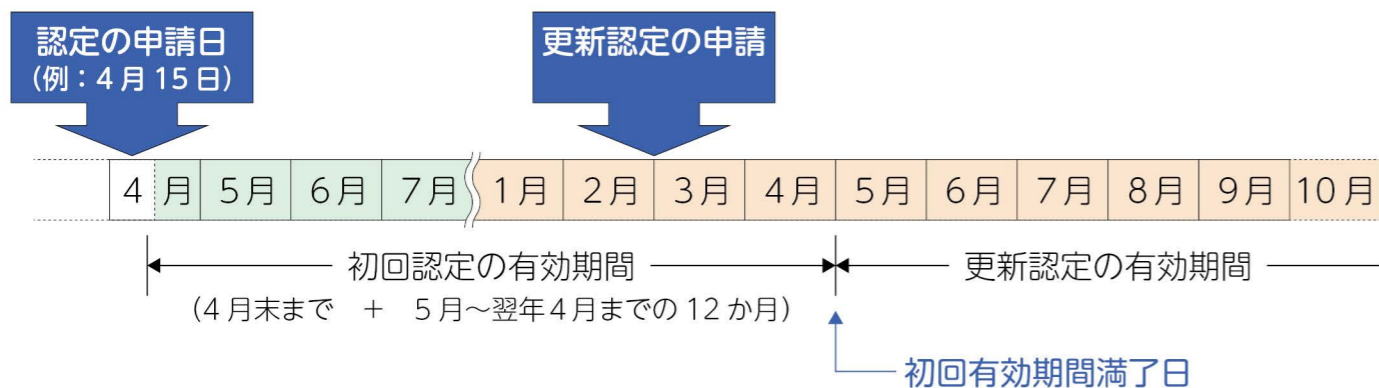 認定の申請日
(例：4月15日)
更新認定の申請
4月 5月 6月 7月 1月 2月 3月 4月 5月 6月 7月 8月 9月 10月
初回認定の有効期間
更新認定の有効期間
(4月末まで　＋　5月～翌年4月までの12か月)
初回有効期間満了日